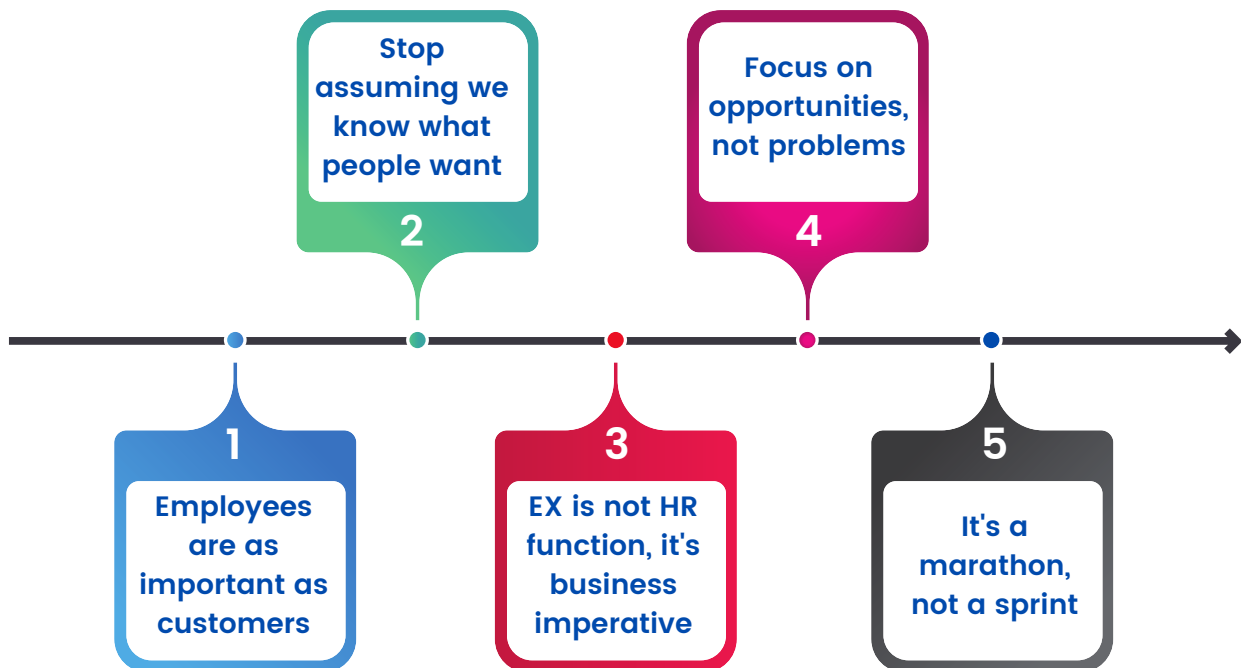 1
Employees
are as
important as
customers
Stop
assuming we
know what
people want
2
3
EX is not HR
function, it's
business
imperative
Focus on
opportunities,
not problems
4
5
It's a
marathon,
not a sprint